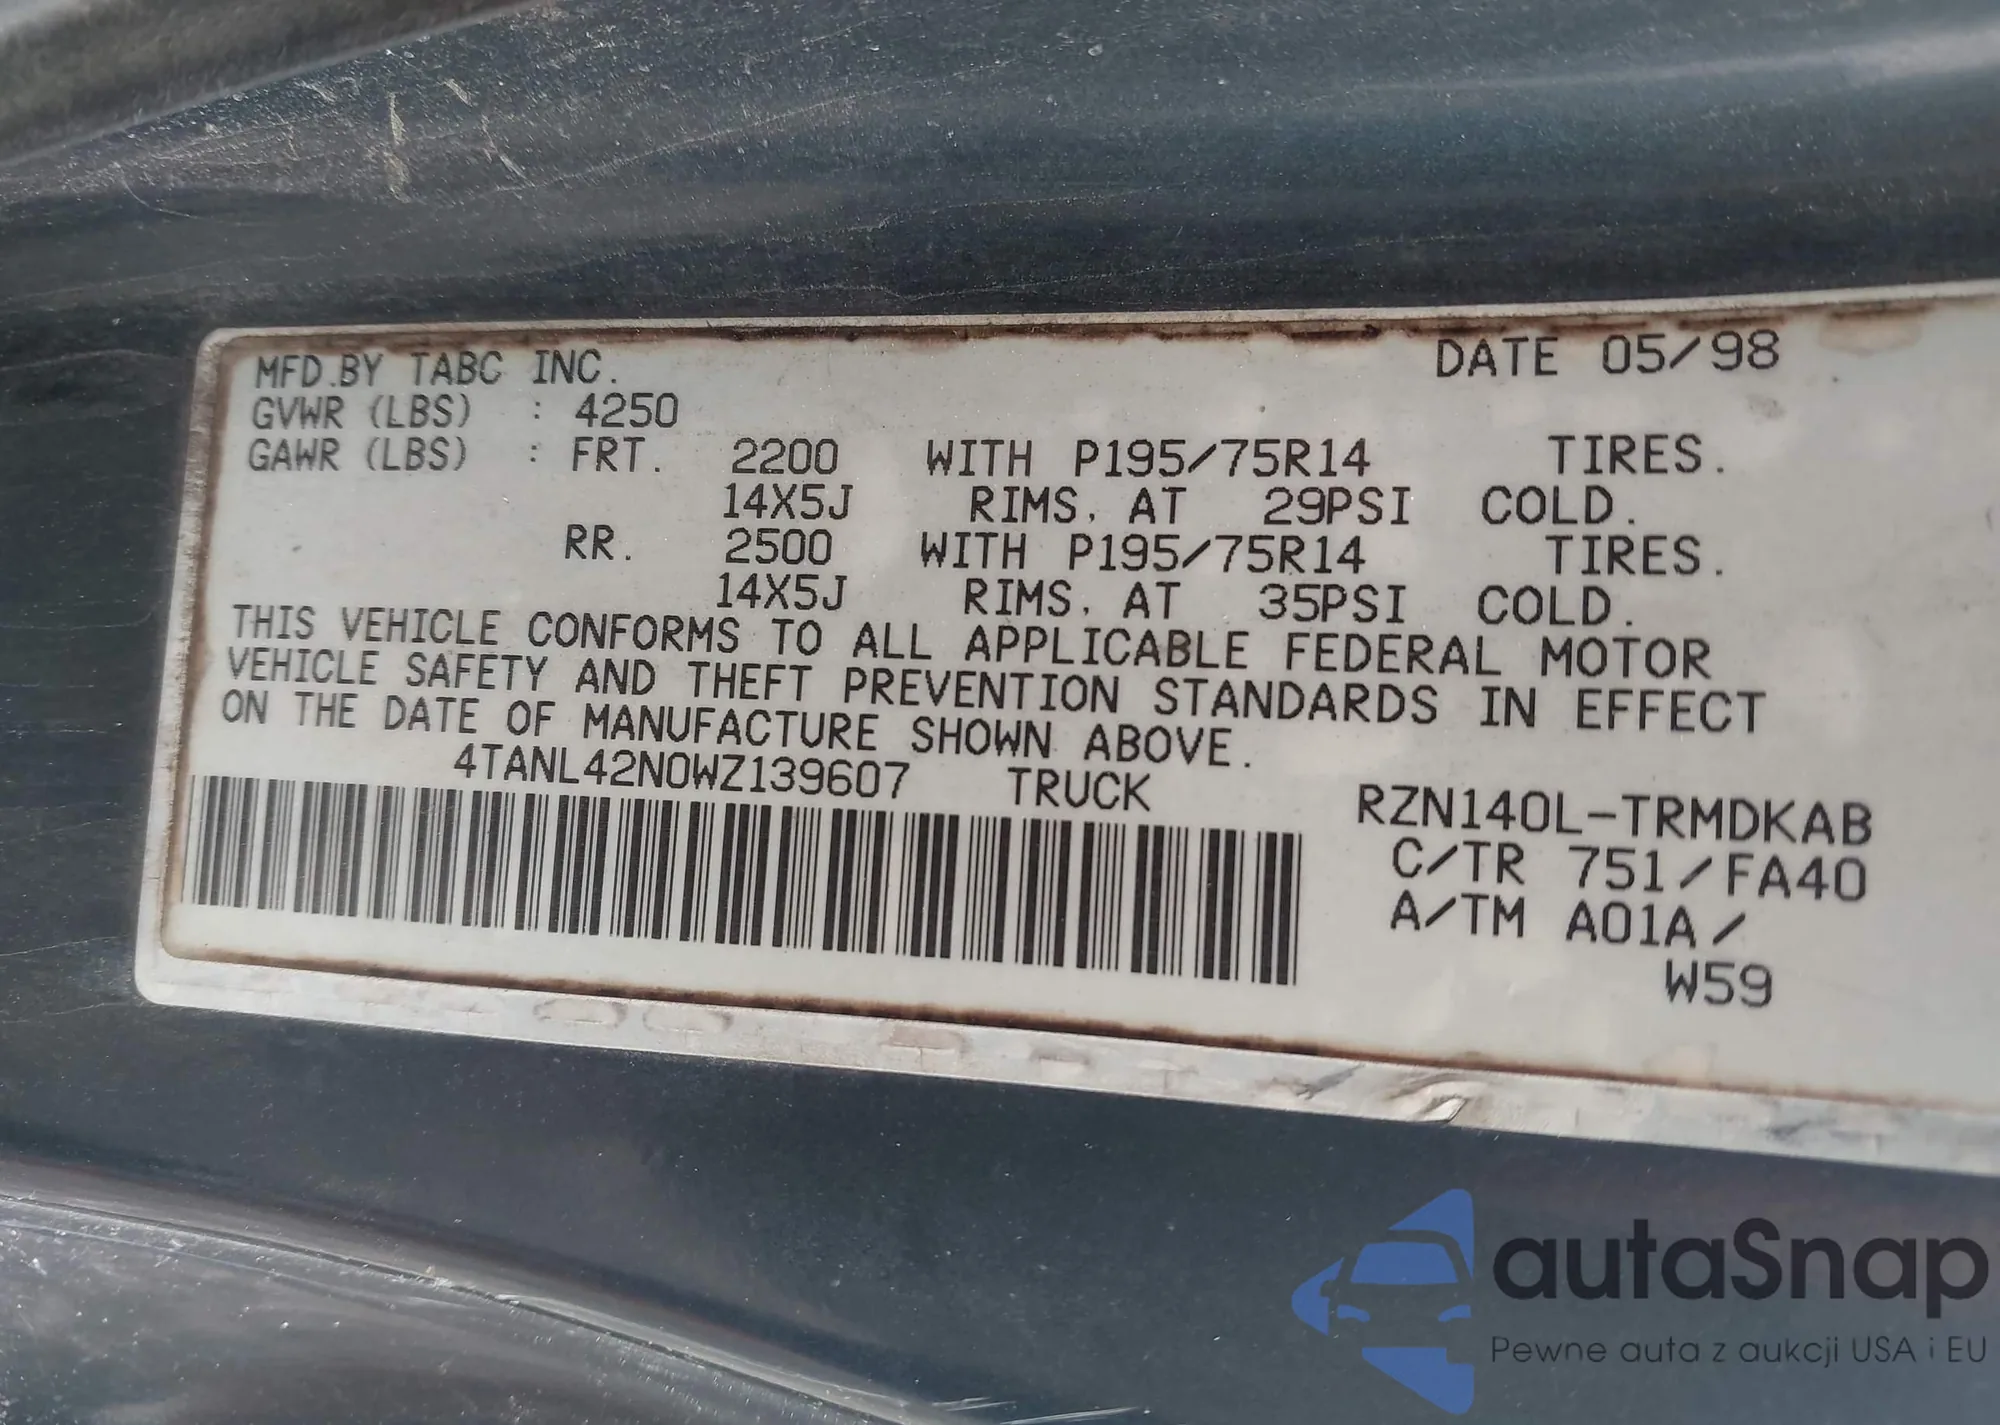 MFD.BY TABC INC. DATE 05/98
GVWR (LBS) : 4250
GAWR (LBS) : FRT. 2200 WITH P195/75R14 TIRES.
14X5J RIMS, AT 29PSI COLD.
RR. 2500 WITH P195/75R14 TIRES.
14X5J RIMS, AT 35PSI COLD.
THIS VEHICLE CONFORMS TO ALL APPLICABLE FEDERAL MOTOR
VEHICLE SAFETY AND THEFT PREVENTION STANDARDS IN EFFECT
ON THE DATE OF MANUFACTURE SHOWN ABOVE.
4TANL42N0WZ139607 TRUCK
RZN140L-TRMDKAB
C/TR 751/FA40
A/TM A01A/
W59
autaSnap
Pewne auta z aukcji USA i EU